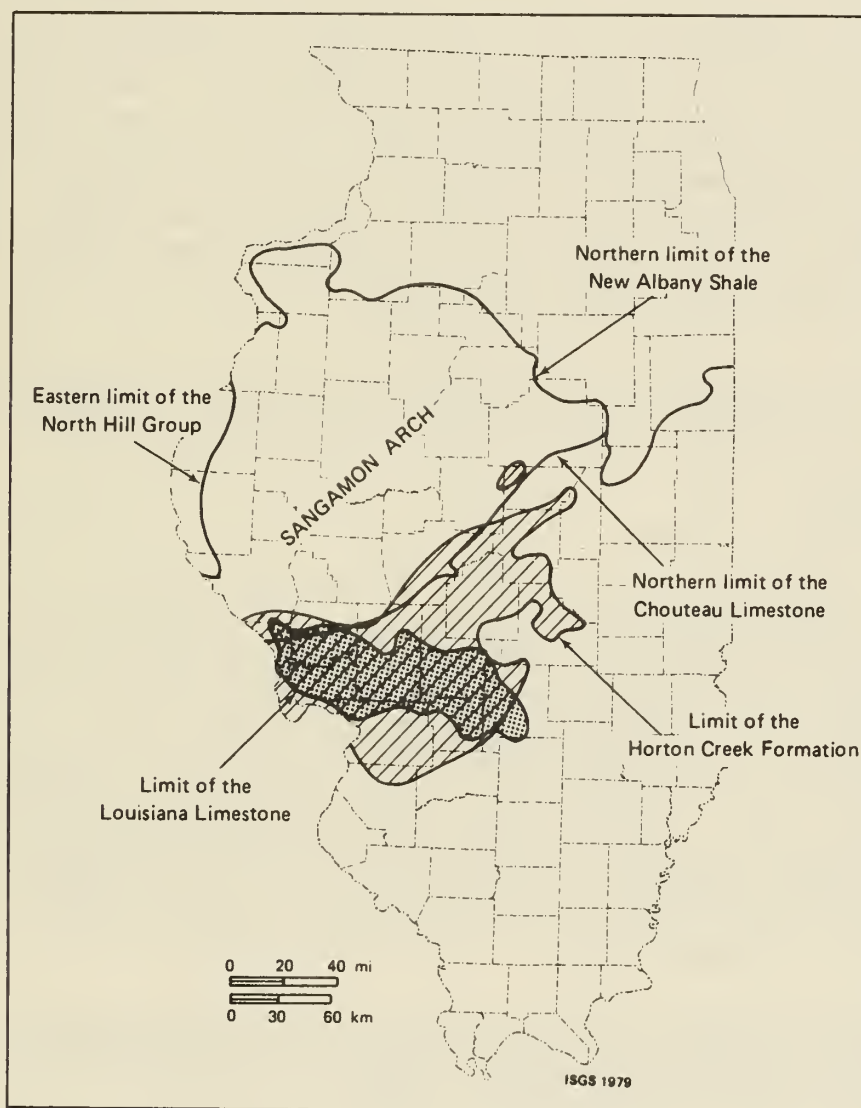 Northern limit of the
New Albany Shale
Eastern limit of the
North Hill Group
SANGAMON ARCH
Northern limit of the
Chouteau Limestone
Limit of the
Horton Creek Formation
Limit of the
Louisiana Limestone
0 20 40 mi
0 30 60 km
ISGS 1979